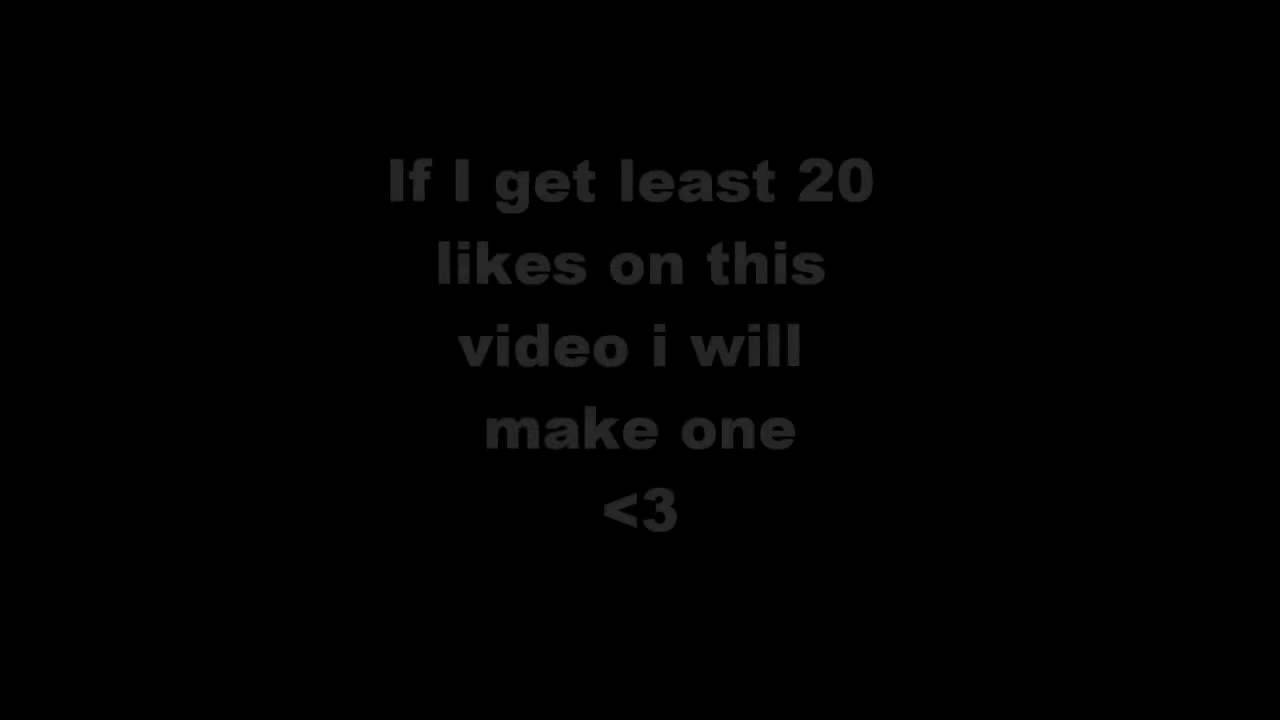 If I get least 20
likes on this
video i will
make one
<3